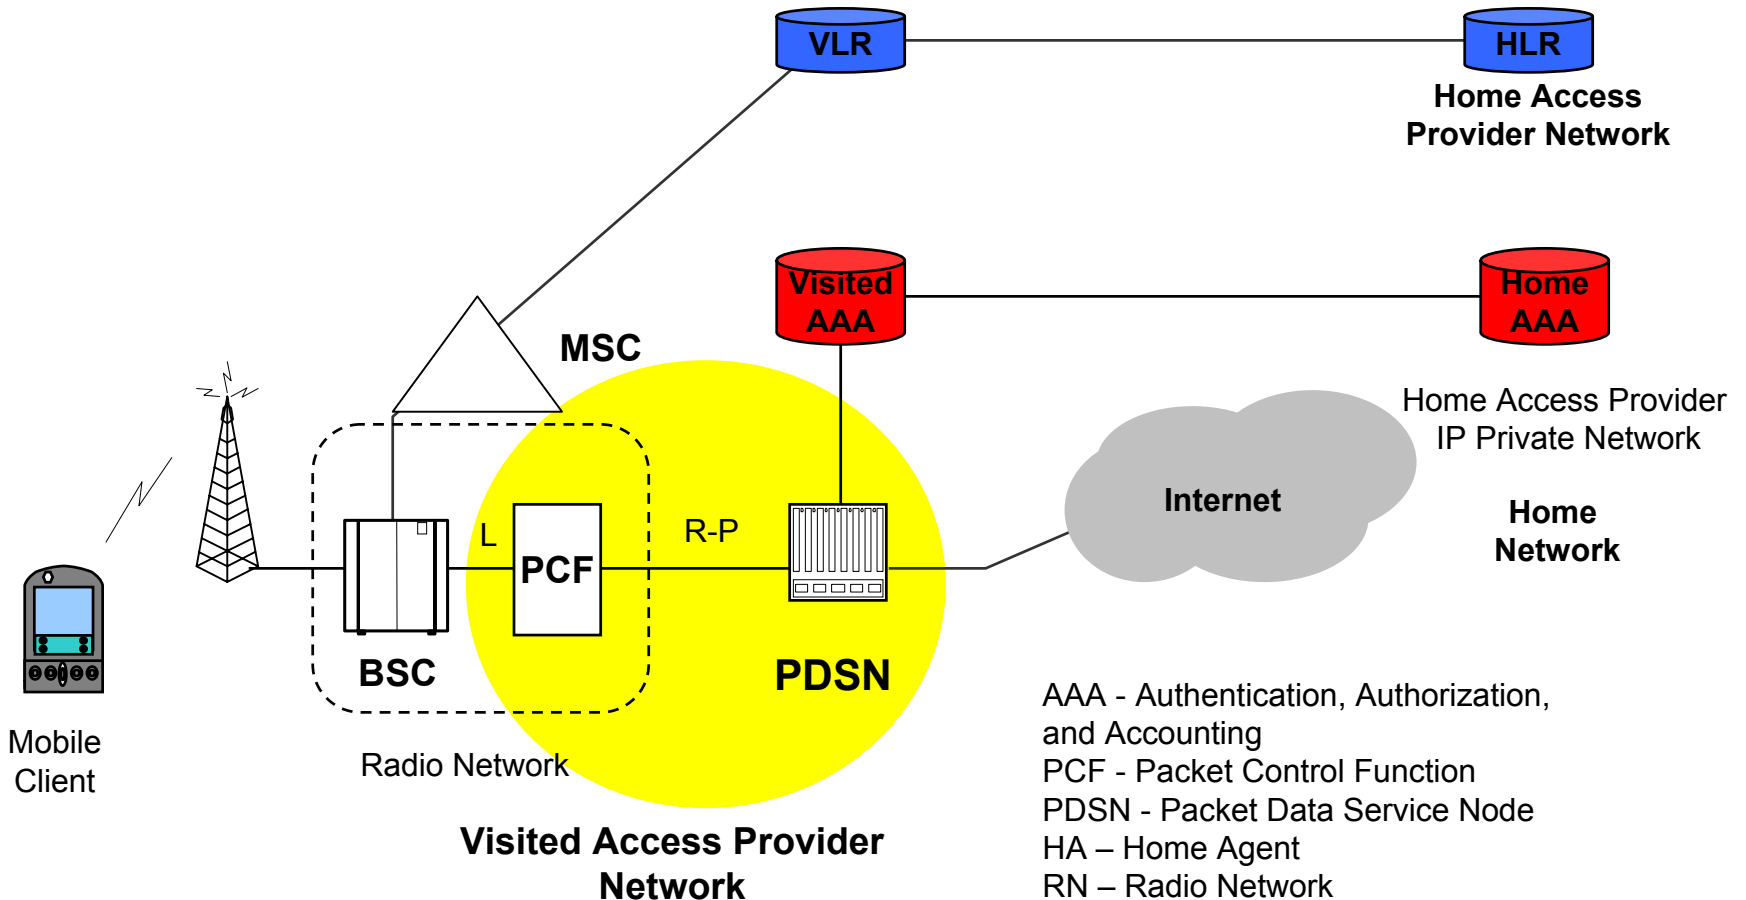 VLR
HLR
Home Access
Provider Network
Visited
AAA
Home
AAA
MSC
Home Access Provider
IP Private Network
Internet
Home
Network
L
R-P
PCF
BSC
PDSN
Mobile
Client
Radio Network
Visited Access Provider
Network
AAA - Authentication, Authorization,
and Accounting
PCF - Packet Control Function
PDSN - Packet Data Service Node
HA – Home Agent
RN – Radio Network